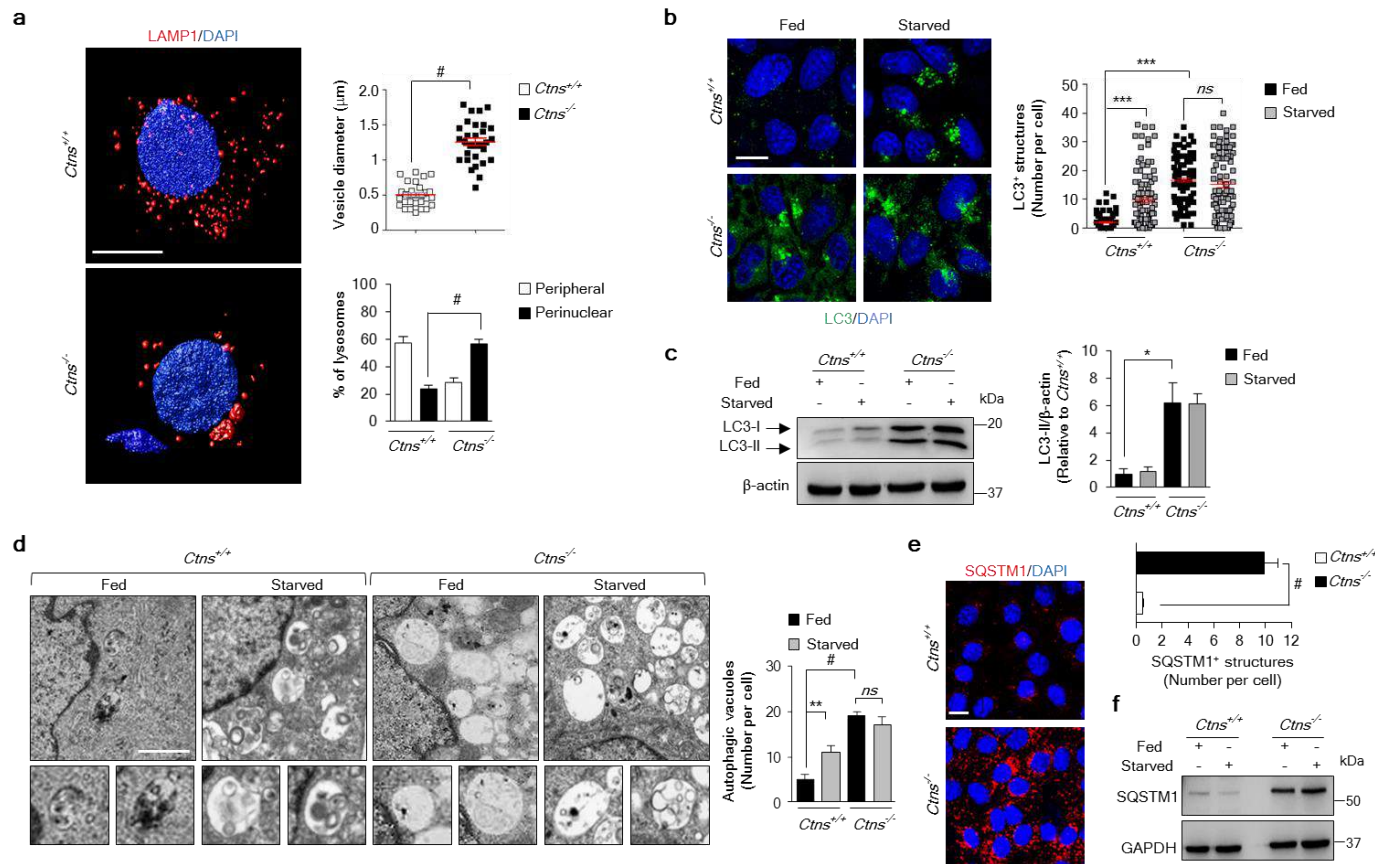 a
LAMP1/DAPI
Ctns+/+
Ctns-/-
Vesicle diameter (μm)
2.0
1.5
1
0.5
0
#
Ctns+/+
Ctns-/-
% of lysosomes
100
80
60
40
20
0
#
Peripheral
Perinuclear
Ctns+/+
Ctns-/-
b
Fed
Starved
Ctns+/+
Ctns-/-
LC3/DAPI
LC3+ structures
(Number per cell)
50
40
30
20
10
0
***
***
ns
Fed
Starved
Ctns+/+
Ctns-/-
c
Ctns+/+
Ctns-/-
Fed
+
-
+
-
Starved
-
+
-
+
kDa
LC3-I
LC3-II
β-actin
20
37
LC3-II/β-actin
(Relative to Ctns+/+)
10
8
6
4
2
0
*
Fed
Starved
Ctns+/+
Ctns-/-
d
Ctns+/+
Ctns-/-
Fed
Starved
Fed
Starved
Autophagic vacuoles
(Number per cell)
30
20
10
0
#
**
ns
Fed
Starved
Ctns+/+
Ctns-/-
e
SQSTM1/DAPI
Ctns+/+
Ctns-/-
Ctns+/+
Ctns-/-
#
0 2 4 6 8 10 12
SQSTM1+ structures
(Number per cell)
f
Ctns+/+
Ctns-/-
Fed
+
-
+
-
Starved
-
+
-
+
kDa
SQSTM1
50
GAPDH
37